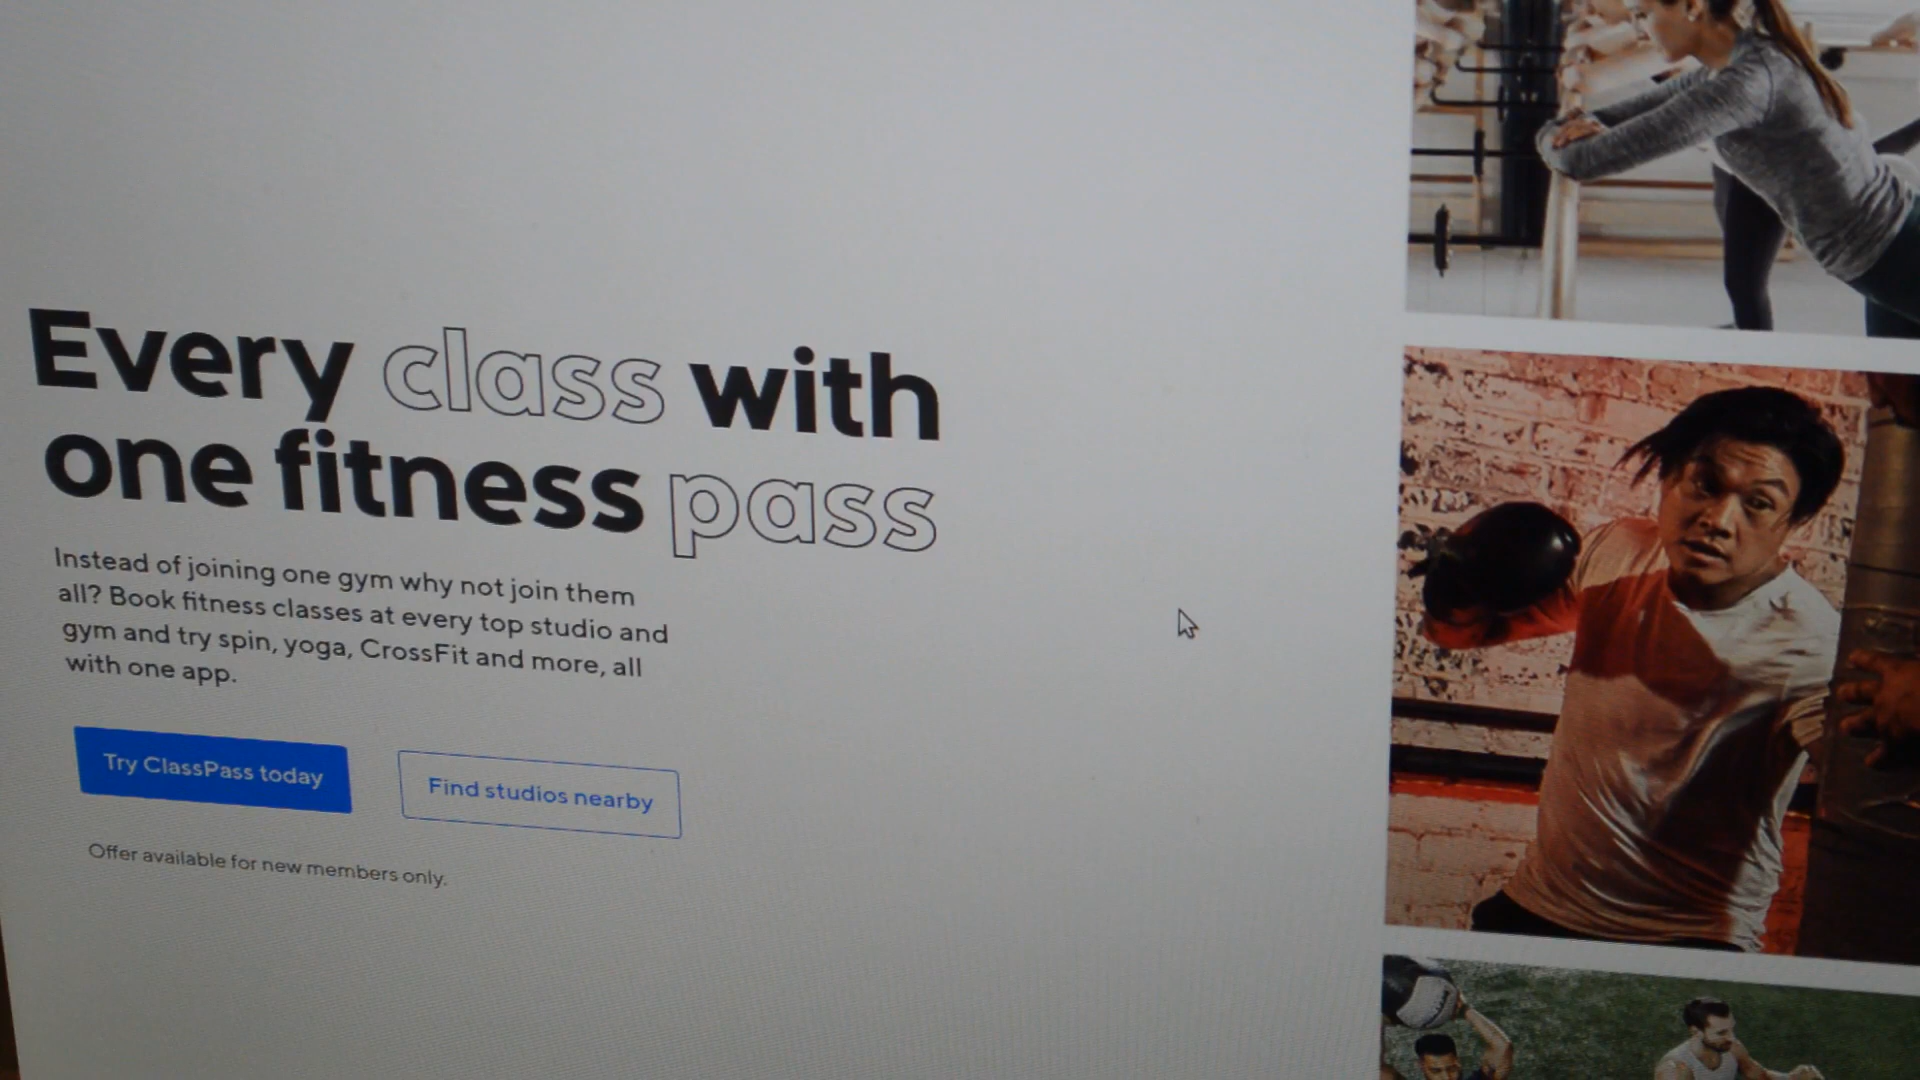 Every class with
one fitness pass
Instead of joining one gym why not join them
all? Book fitness classes at every top studio and
gym and try spin, yoga, CrossFit and more, all
with one app.
Try ClassPass today
Find studios nearby
Offer available for new members only.